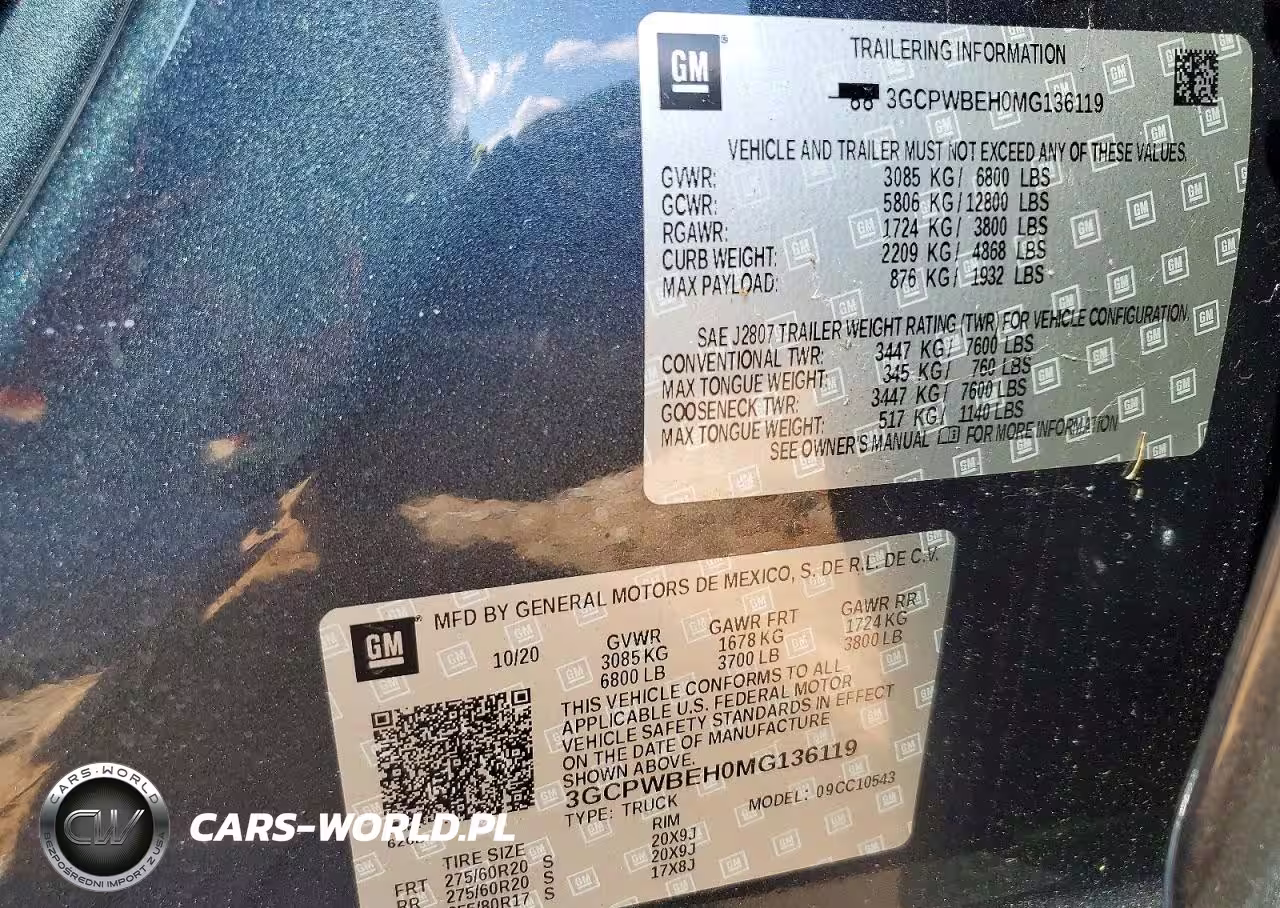 GM
TRAILERING INFORMATION
3GCPWBEH0MG136119
VEHICLE AND TRAILER MUST NOT EXCEED ANY OF THESE VALUES.
GVWR: 3085 KG/ 6800 LBS
GCWR: 5806 KG/12800 LBS
RGAWR: 1724 KG/ 3800 LBS
CURB WEIGHT: 2209 KG/ 4868 LBS
MAX PAYLOAD: 876 KG/ 1932 LBS
SAE J2807 TRAILER WEIGHT RATING (TWR) FOR VEHICLE CONFIGURATION.
CONVENTIONAL TWR: 3447 KG/ 7600 LBS
MAX TONGUE WEIGHT: 345 KG/ 760 LBS
GOOSENECK TWR: 3447 KG/ 7600 LBS
MAX TONGUE WEIGHT: 517 KG/ 1140 LBS
SEE OWNER'S MANUAL FOR MORE INFORMATION
GM
MFD BY GENERAL MOTORS DE MEXICO, S. DE R.L. DE C.V.
10/20
GVWR GAWR FRT GAWR RR
3085 KG 1678 KG 1724 KG
6800 LB 3700 LB 3800 LB
THIS VEHICLE CONFORMS TO ALL
APPLICABLE U.S. FEDERAL MOTOR
VEHICLE SAFETY STANDARDS IN EFFECT
ON THE DATE OF MANUFACTURE
SHOWN ABOVE.
3GCPWBEH0MG136119
TYPE: TRUCK MODEL: 09CC10543
TIRE SIZE RIM
FRT 275/60R20 S 20X9J
RR 275/60R20 S 20X9J
S 17X8J
CARS-WORLD
CW
BEZPOŚREDNI IMPORT Z USA
CARS-WORLD.PL